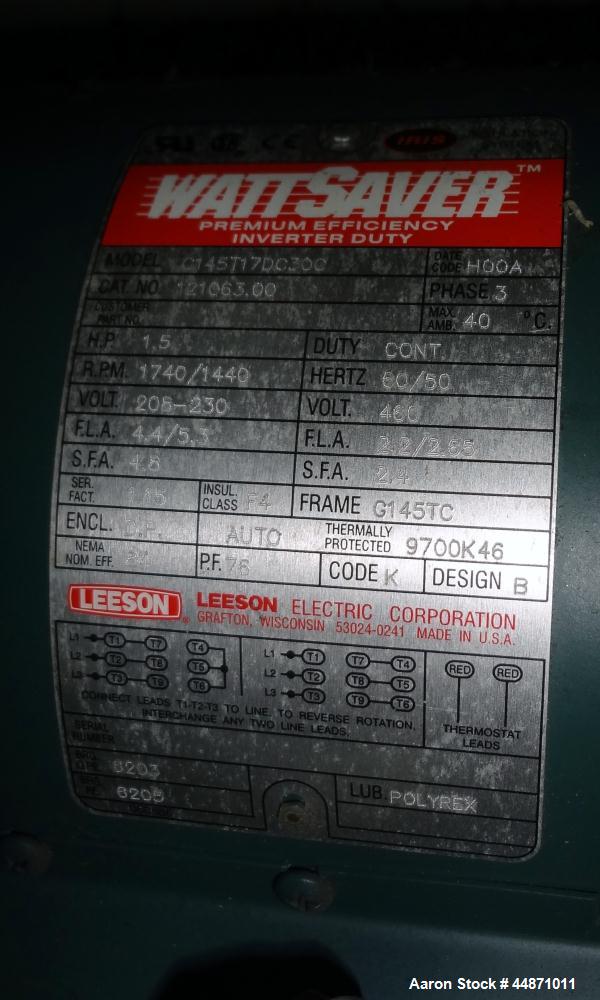 IRIS
WATTSAVER™
PREMIUM EFFICIENCY
INVERTER DUTY
MODEL C145T17DC30C DATE CODE H00A
CAT NO. 121063.00 PHASE 3
CUSTOMER PART NO. MAX. AMB. 40 °C.
H.P. 1.5 DUTY CONT
R.P.M. 1740/1440 HERTZ 60/50
VOLT. 208-230 VOLT. 460
F.L.A. 4.4/5.3 F.L.A. 2.2/2.65
S.F.A. 4.8 S.F.A. 2.4
SER. FACT. 1.15 INSUL. CLASS F4 FRAME G145TC
ENCL. AUTO THERMALLY PROTECTED 9700K46
NEMA NOM. EFF. P.F. 76 CODE K DESIGN B
LEESON® LEESON ELECTRIC CORPORATION
GRAFTON, WISCONSIN 53024-0241 MADE IN U.S.A.
L1 T1 T7 T4 L1 T1 T7 T4 RED RED
L2 T2 T8 T5 L2 T2 T8 T5
L3 T3 T9 T6 L3 T3 T9 T6
CONNECT LEADS T1-T2-T3 TO LINE. TO REVERSE ROTATION,
INTERCHANGE ANY TWO LINE LEADS.
THERMOSTAT
LEADS
SERIAL
NUMBER
6203
6205 LUB. POLYREX
Aaron Stock # 44871011